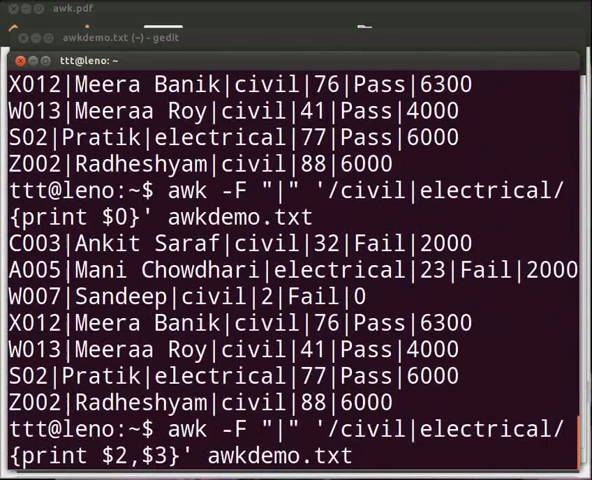 awk.pdf
awkdemo.txt (~) - gedit
ttt@leno: ~
X012|Meera Banik|civil|76|Pass|6300
W013|Meeraa Roy|civil|41|Pass|4000
S02|Pratik|electrical|77|Pass|6000
Z002|Radheshyam|civil|88|6000
ttt@leno:~$ awk -F "|" '/civil|electrical/
{print $0}' awkdemo.txt
C003|Ankit Saraf|civil|32|Fail|2000
A005|Mani Chowdhari|electrical|23|Fail|2000
W007|Sandeep|civil|2|Fail|0
X012|Meera Banik|civil|76|Pass|6300
W013|Meeraa Roy|civil|41|Pass|4000
S02|Pratik|electrical|77|Pass|6000
Z002|Radheshyam|civil|88|6000
ttt@leno:~$ awk -F "|" '/civil|electrical/
{print $2,$3}' awkdemo.txt